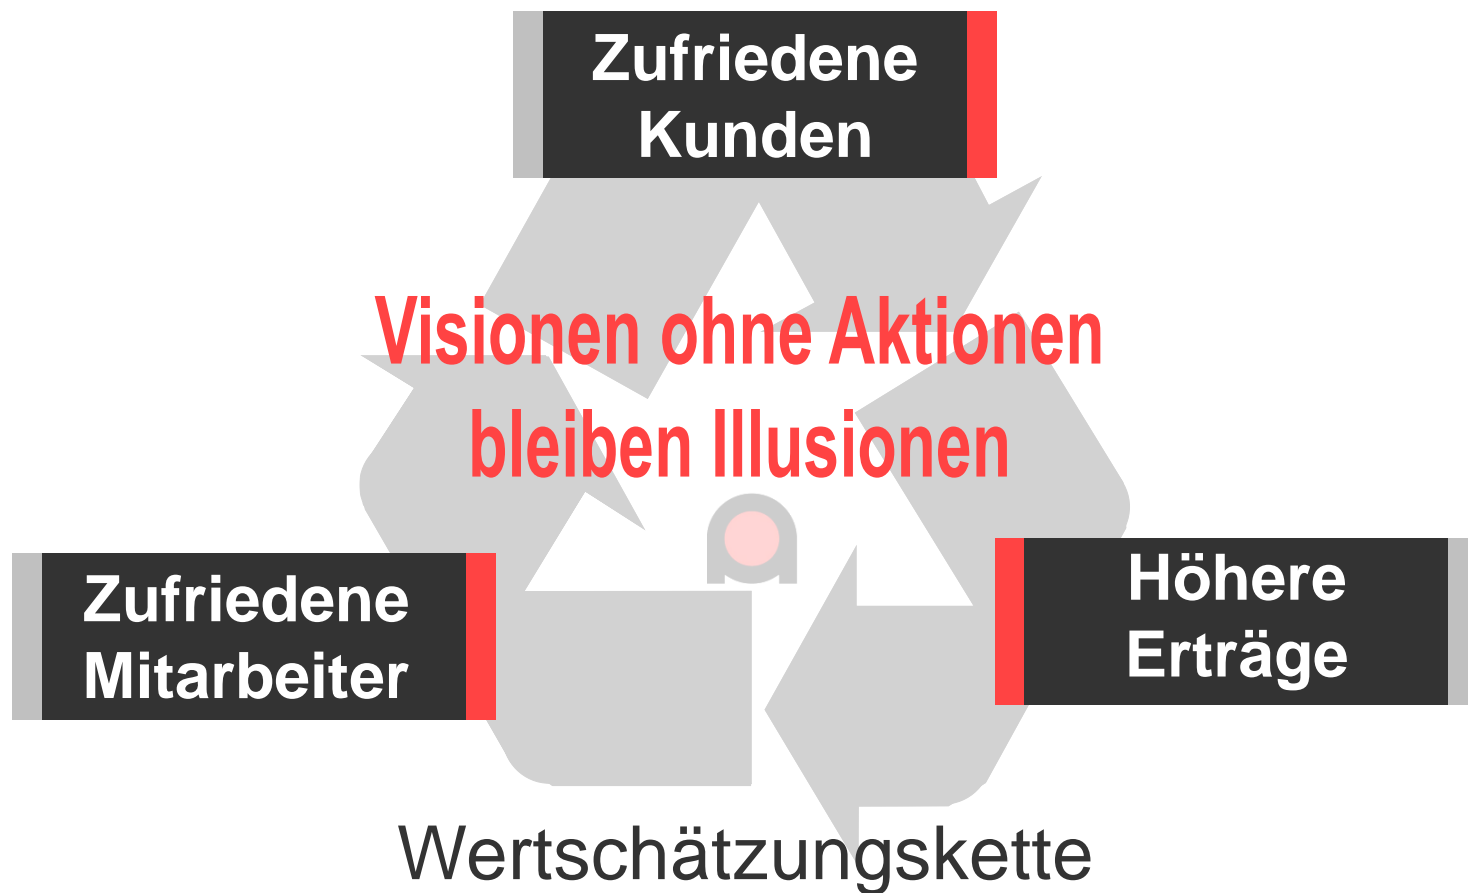 Zufriedene
Kunden
Visionen ohne Aktionen
bleiben Illusionen
Zufriedene
Mitarbeiter
Höhere
Erträge
Wertschätzungskette